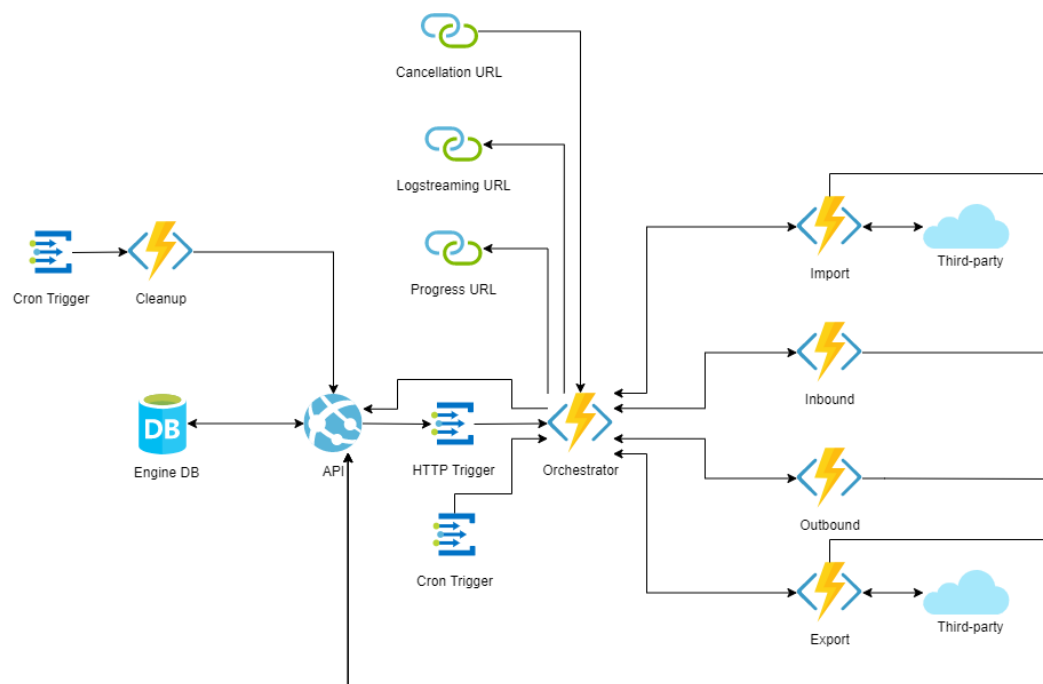 Cancellation URL
Logstreaming URL
Progress URL
Cron Trigger
Cleanup
Import
Third-party
Inbound
DB
Engine DB
API
HTTP Trigger
Orchestrator
Outbound
Cron Trigger
Export
Third-party